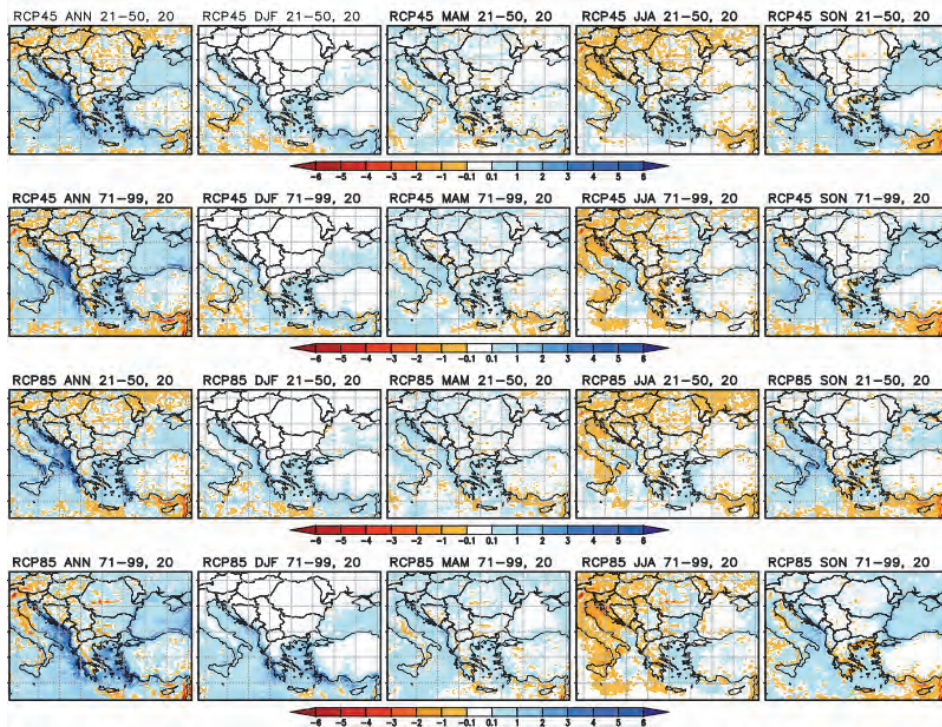 RCP45 ANN 21-50, 20 RCP45 DJF 21-50, 20 RCP45 MAM 21-50, 20 RCP45 JJA 21-50, 20 RCP45 SON 21-50, 20
-6 -5 -4 -3 -2 -1 -0.1 0.1 1 2 3 4 5 6
RCP45 ANN 71-99, 20 RCP45 DJF 71-99, 20 RCP45 MAM 71-99, 20 RCP45 JJA 71-99, 20 RCP45 SON 71-99, 20
-6 -5 -4 -3 -2 -1 -0.1 0.1 1 2 3 4 5 6
RCP85 ANN 21-50, 20 RCP85 DJF 21-50, 20 RCP85 MAM 21-50, 20 RCP85 JJA 21-50, 20 RCP85 SON 21-50, 20
-6 -5 -4 -3 -2 -1 -0.1 0.1 1 2 3 4 5 6
RCP85 ANN 71-99, 20 RCP85 DJF 71-99, 20 RCP85 MAM 71-99, 20 RCP85 JJA 71-99, 20 RCP85 SON 71-99, 20
-6 -5 -4 -3 -2 -1 -0.1 0.1 1 2 3 4 5 6